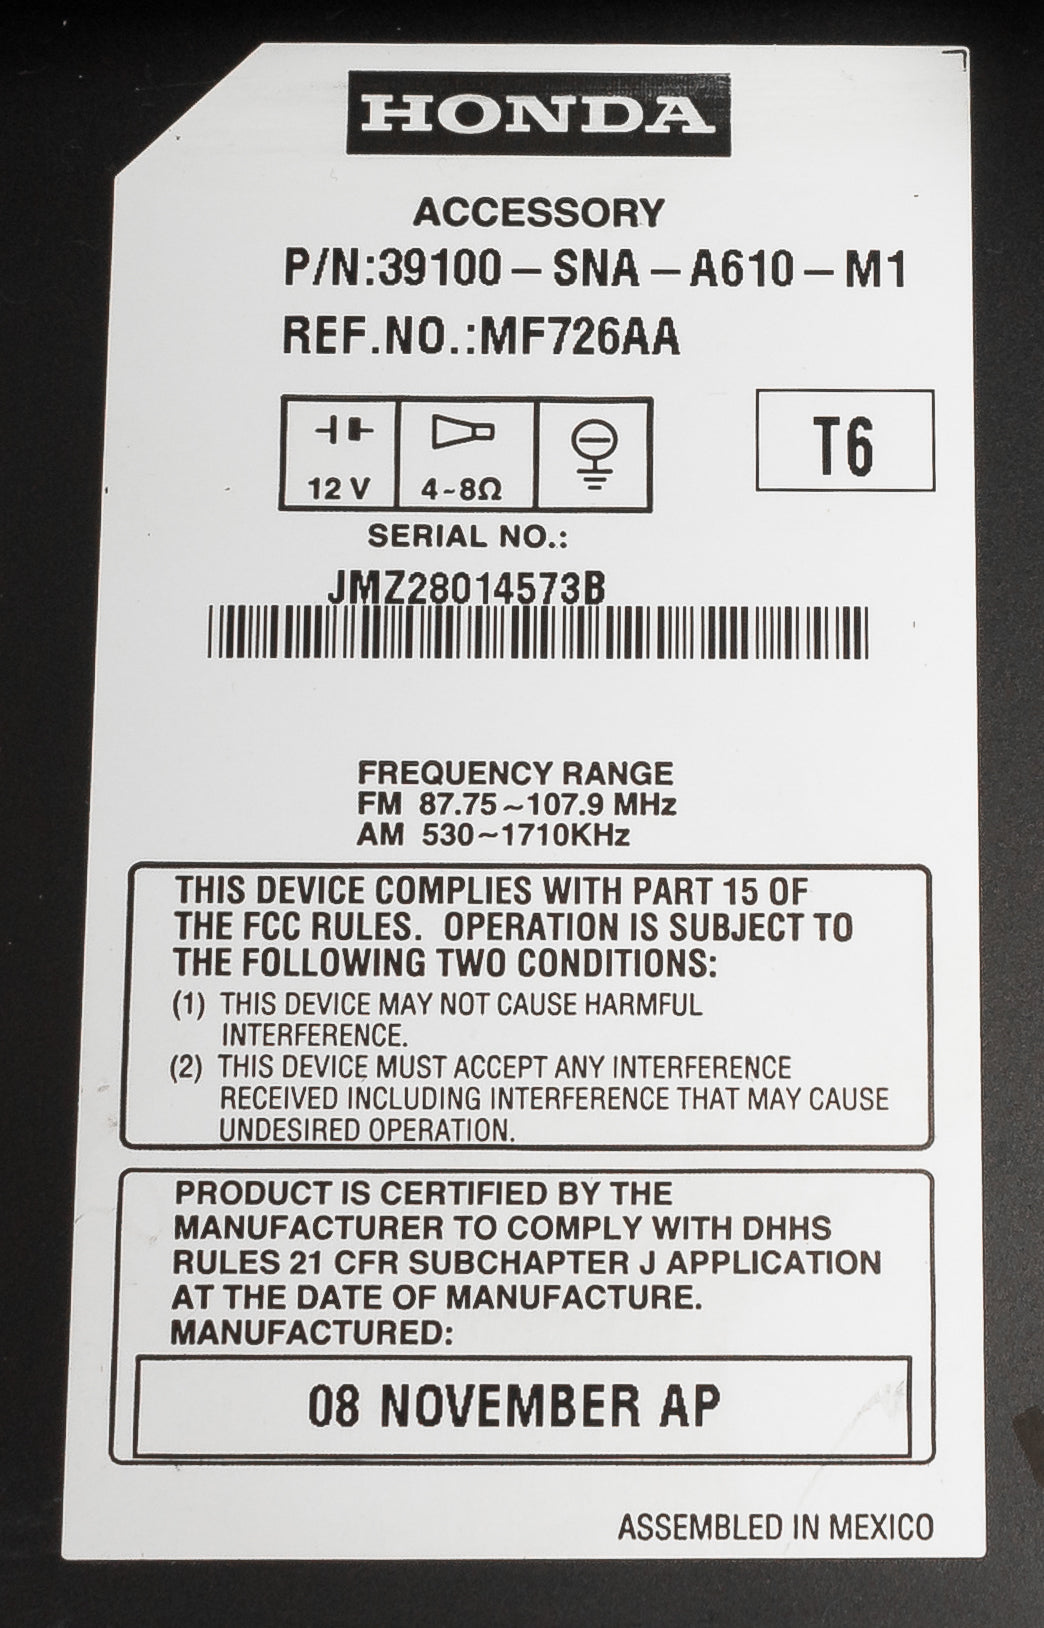 HONDA
ACCESSORY
P/N:39100-SNA-A610-M1
REF.NO.:MF726AA
12 V
4~8Ω
T6
SERIAL NO.:
JMZ28014573B
FREQUENCY RANGE
FM 87.75~107.9 MHz
AM 530~1710KHz
THIS DEVICE COMPLIES WITH PART 15 OF
THE FCC RULES. OPERATION IS SUBJECT TO
THE FOLLOWING TWO CONDITIONS:
(1) THIS DEVICE MAY NOT CAUSE HARMFUL
INTERFERENCE.
(2) THIS DEVICE MUST ACCEPT ANY INTERFERENCE
RECEIVED INCLUDING INTERFERENCE THAT MAY CAUSE
UNDESIRED OPERATION.
PRODUCT IS CERTIFIED BY THE
MANUFACTURER TO COMPLY WITH DHHS
RULES 21 CFR SUBCHAPTER J APPLICATION
AT THE DATE OF MANUFACTURE.
MANUFACTURED:
08 NOVEMBER AP
ASSEMBLED IN MEXICO